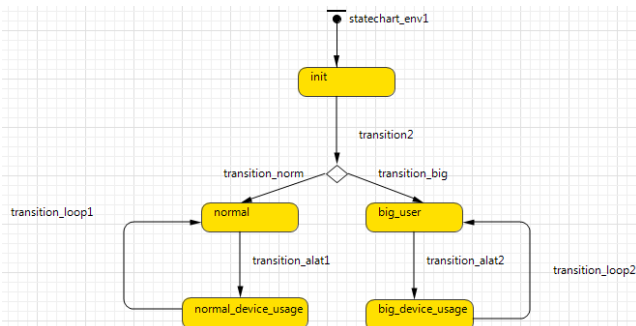 statechart_env1
init
transition2
transition_norm
transition_big
transition_loop1
normal
big_user
transition_alat1
transition_alat2
transition_loop2
normal_device_usage
big_device_usage